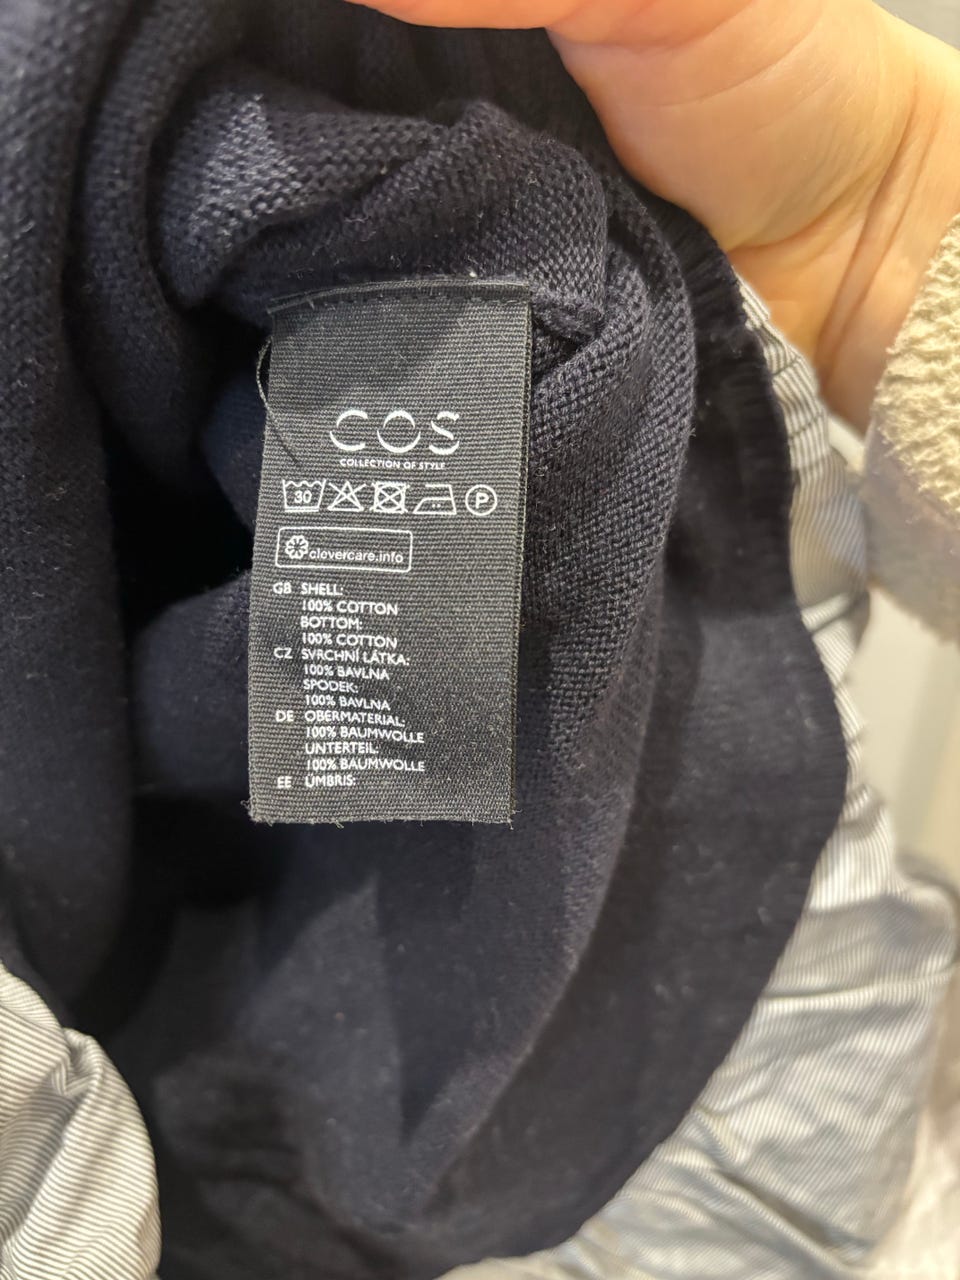 COS
COLLECTION OF STYLE
30 P
clevercare.info
GB SHELL:
100% COTTON
BOTTOM:
100% COTTON
CZ SVRCHNÍ LÁTKA:
100% BAVLNA
SPODEK:
100% BAVLNA
DE OBERMATERIAL:
100% BAUMWOLLE
UNTERTEIL:
100% BAUMWOLLE
EE ÜMBRIS: